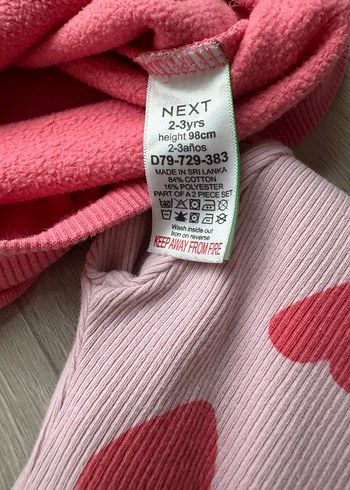 NEXT
2-3yrs
height 98cm
2-3años
D79-729-383
MADE IN SRI LANKA
84% COTTON
16% POLYESTER
PART OF A 2 PIECE SET
Wash inside out
Iron on reverse
KEEP AWAY FROM FIRE